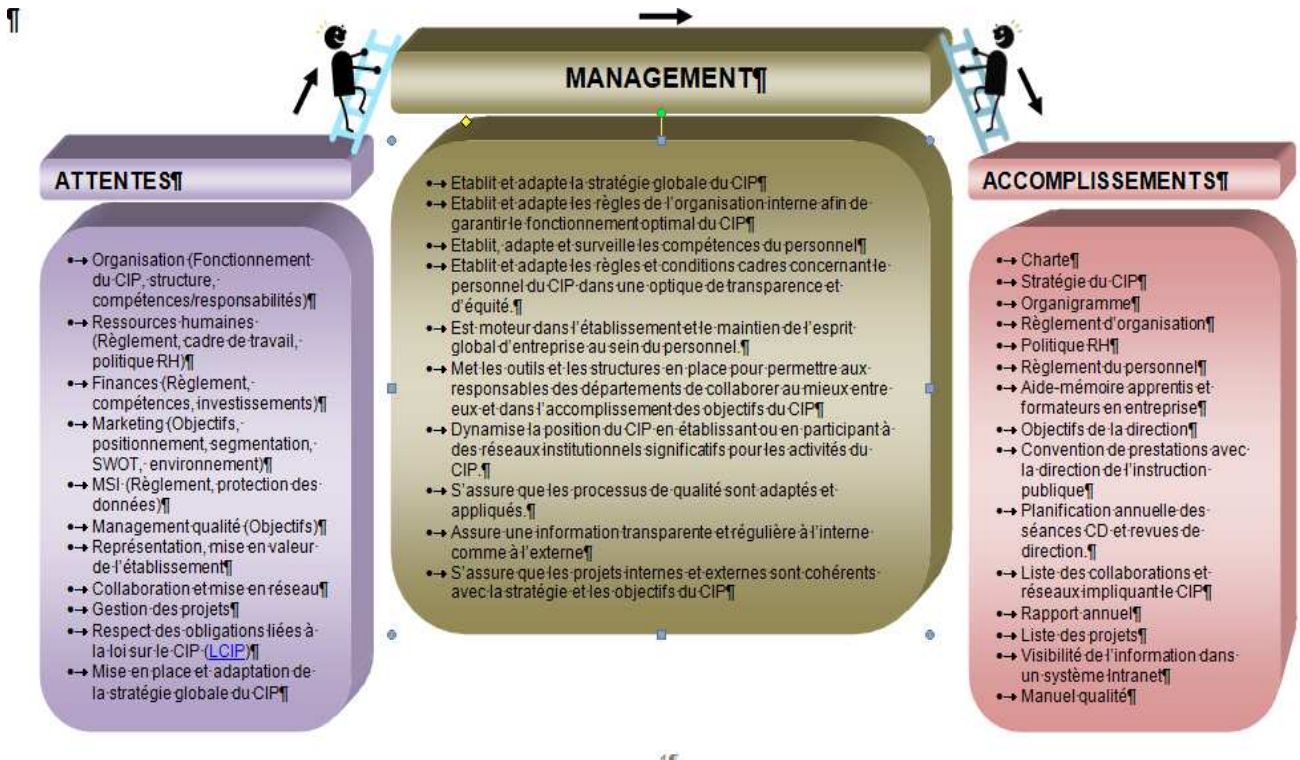 MANAGEMENT¶
ATTENTES¶
Organisation (Fonctionnement
du CIP, structure,
compétences/responsabilités)¶
Ressources humaines
(Règlement, cadre de travail,
politique RH)¶
Finances (Règlement,
compétences, investissements)¶
Marketing (Objectifs,
positionnement, segmentation,
SWOT, environnement)¶
MSI (Règlement, protection des
données)¶
Management qualité (Objectifs)¶
Représentation, mise en valeur
de l'établissement¶
Collaboration et mise en réseau¶
Gestion des projets¶
Respect des obligations liées à
la loi sur le CIP (LCIP)¶
Mise en place et adaptation de
la stratégie globale du CIP¶
Etablit et adapte la stratégie globale du CIP¶
Etablit et adapte les règles de l'organisation interne afin de
garantir le fonctionnement optimal du CIP¶
Etablit, adapte et surveille les compétences du personnel¶
Etablit et adapte les règles et conditions cadres concernant le
personnel du CIP dans une optique de transparence et
d'équité.¶
Est moteur dans l'établissement et le maintien de l'esprit
global d'entreprise au sein du personnel.¶
Met les outils et les structures en place pour permettre aux
responsables des départements de collaborer au mieux entre
eux et dans l'accomplissement des objectifs du CIP¶
Dynamise la position du CIP en établissant ou en participant à
des réseaux institutionnels significatifs pour les activités du
CIP.¶
S'assure que les processus de qualité sont adaptés et
appliqués.¶
Assure une information transparente et régulière à l'interne
comme à l'externe¶
S'assure que les projets internes et externes sont cohérents
avec la stratégie et les objectifs du CIP¶
ACCOMPLISSEMENTS¶
Charte¶
Stratégie du CIP¶
Organigramme¶
Règlement d'organisation¶
Politique RH¶
Règlement du personnel¶
Aide-mémoire apprentis et
formateurs en entreprise¶
Objectifs de la direction¶
Convention de prestations avec
la direction de l'instruction
publique¶
Planification annuelle des
séances CD et revues de
direction.¶
Liste des collaborations et
réseaux impliquant le CIP¶
Rapport annuel¶
Liste des projets¶
Visibilité de l'information dans
un système Intranet¶
Manuel qualité¶